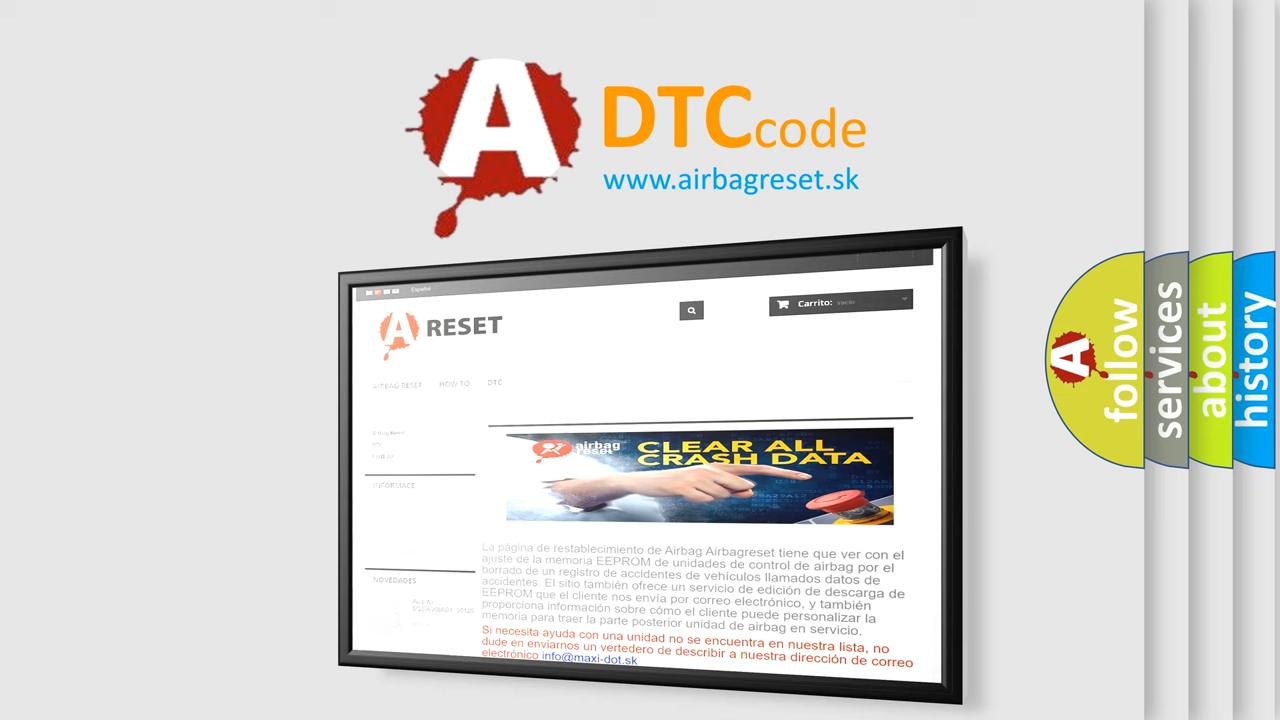 A
DTC code
www.airbagreset.sk
Español
A RESET
Carrito: vacío
AIRBAG RESET HOW TO DTC
INFORMACE
airbag
reset
CLEAR ALL
CRASH DATA
NOVEDADES
La página de restablecimiento de Airbag Airbagreset tiene que ver con el
ajuste de la memoria EEPROM de unidades de control de airbag por el
borrado de un registro de accidentes de vehículos llamados datos de
accidentes. El sitio también ofrece un servicio de edición de descarga de
EEPROM que el cliente nos envía por correo electrónico, y también
proporciona información sobre cómo el cliente puede personalizar la
memoria para traer la parte posterior unidad de airbag en servicio.
Si necesita ayuda con una unidad no se encuentra en nuestra lista, no
dude en enviarnos un vertedero de describir a nuestra dirección de correo
electrónico info@maxi-dot.sk
A
follow
services
about
history